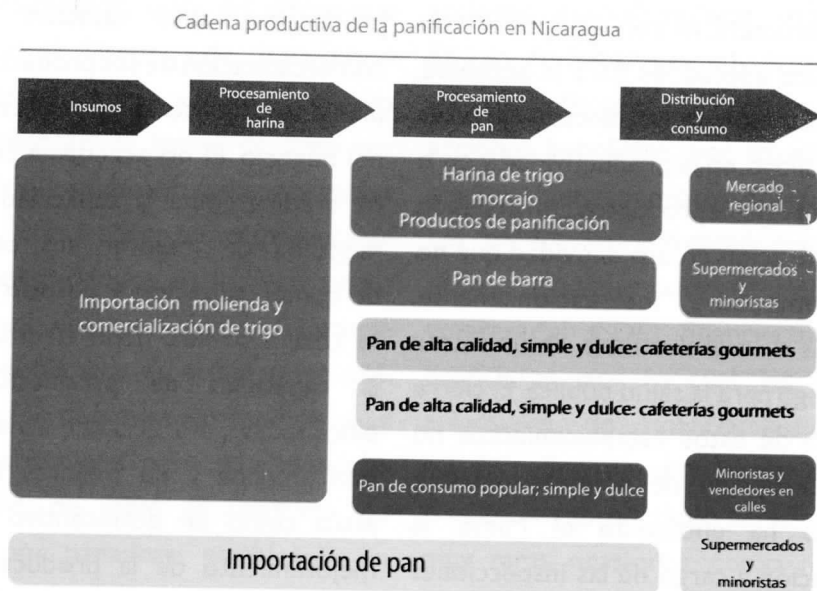 Cadena productiva de la panificación en Nicaragua
Insumos
Procesamiento
de
harina
Procesamiento
de
pan
Distribución
y
consumo
Importación molienda y
comercialización de trigo
Harina de trigo
morcajo
Productos de panificación
Mercado
regional
Pan de barra
Supermercados
y
minoristas
Pan de alta calidad, simple y dulce: cafeterías gourmets
Pan de alta calidad, simple y dulce: cafeterías gourmets
Pan de consumo popular; simple y dulce
Minoristas y
vendedores en
calles
Importación de pan
Supermercados
y
minoristas